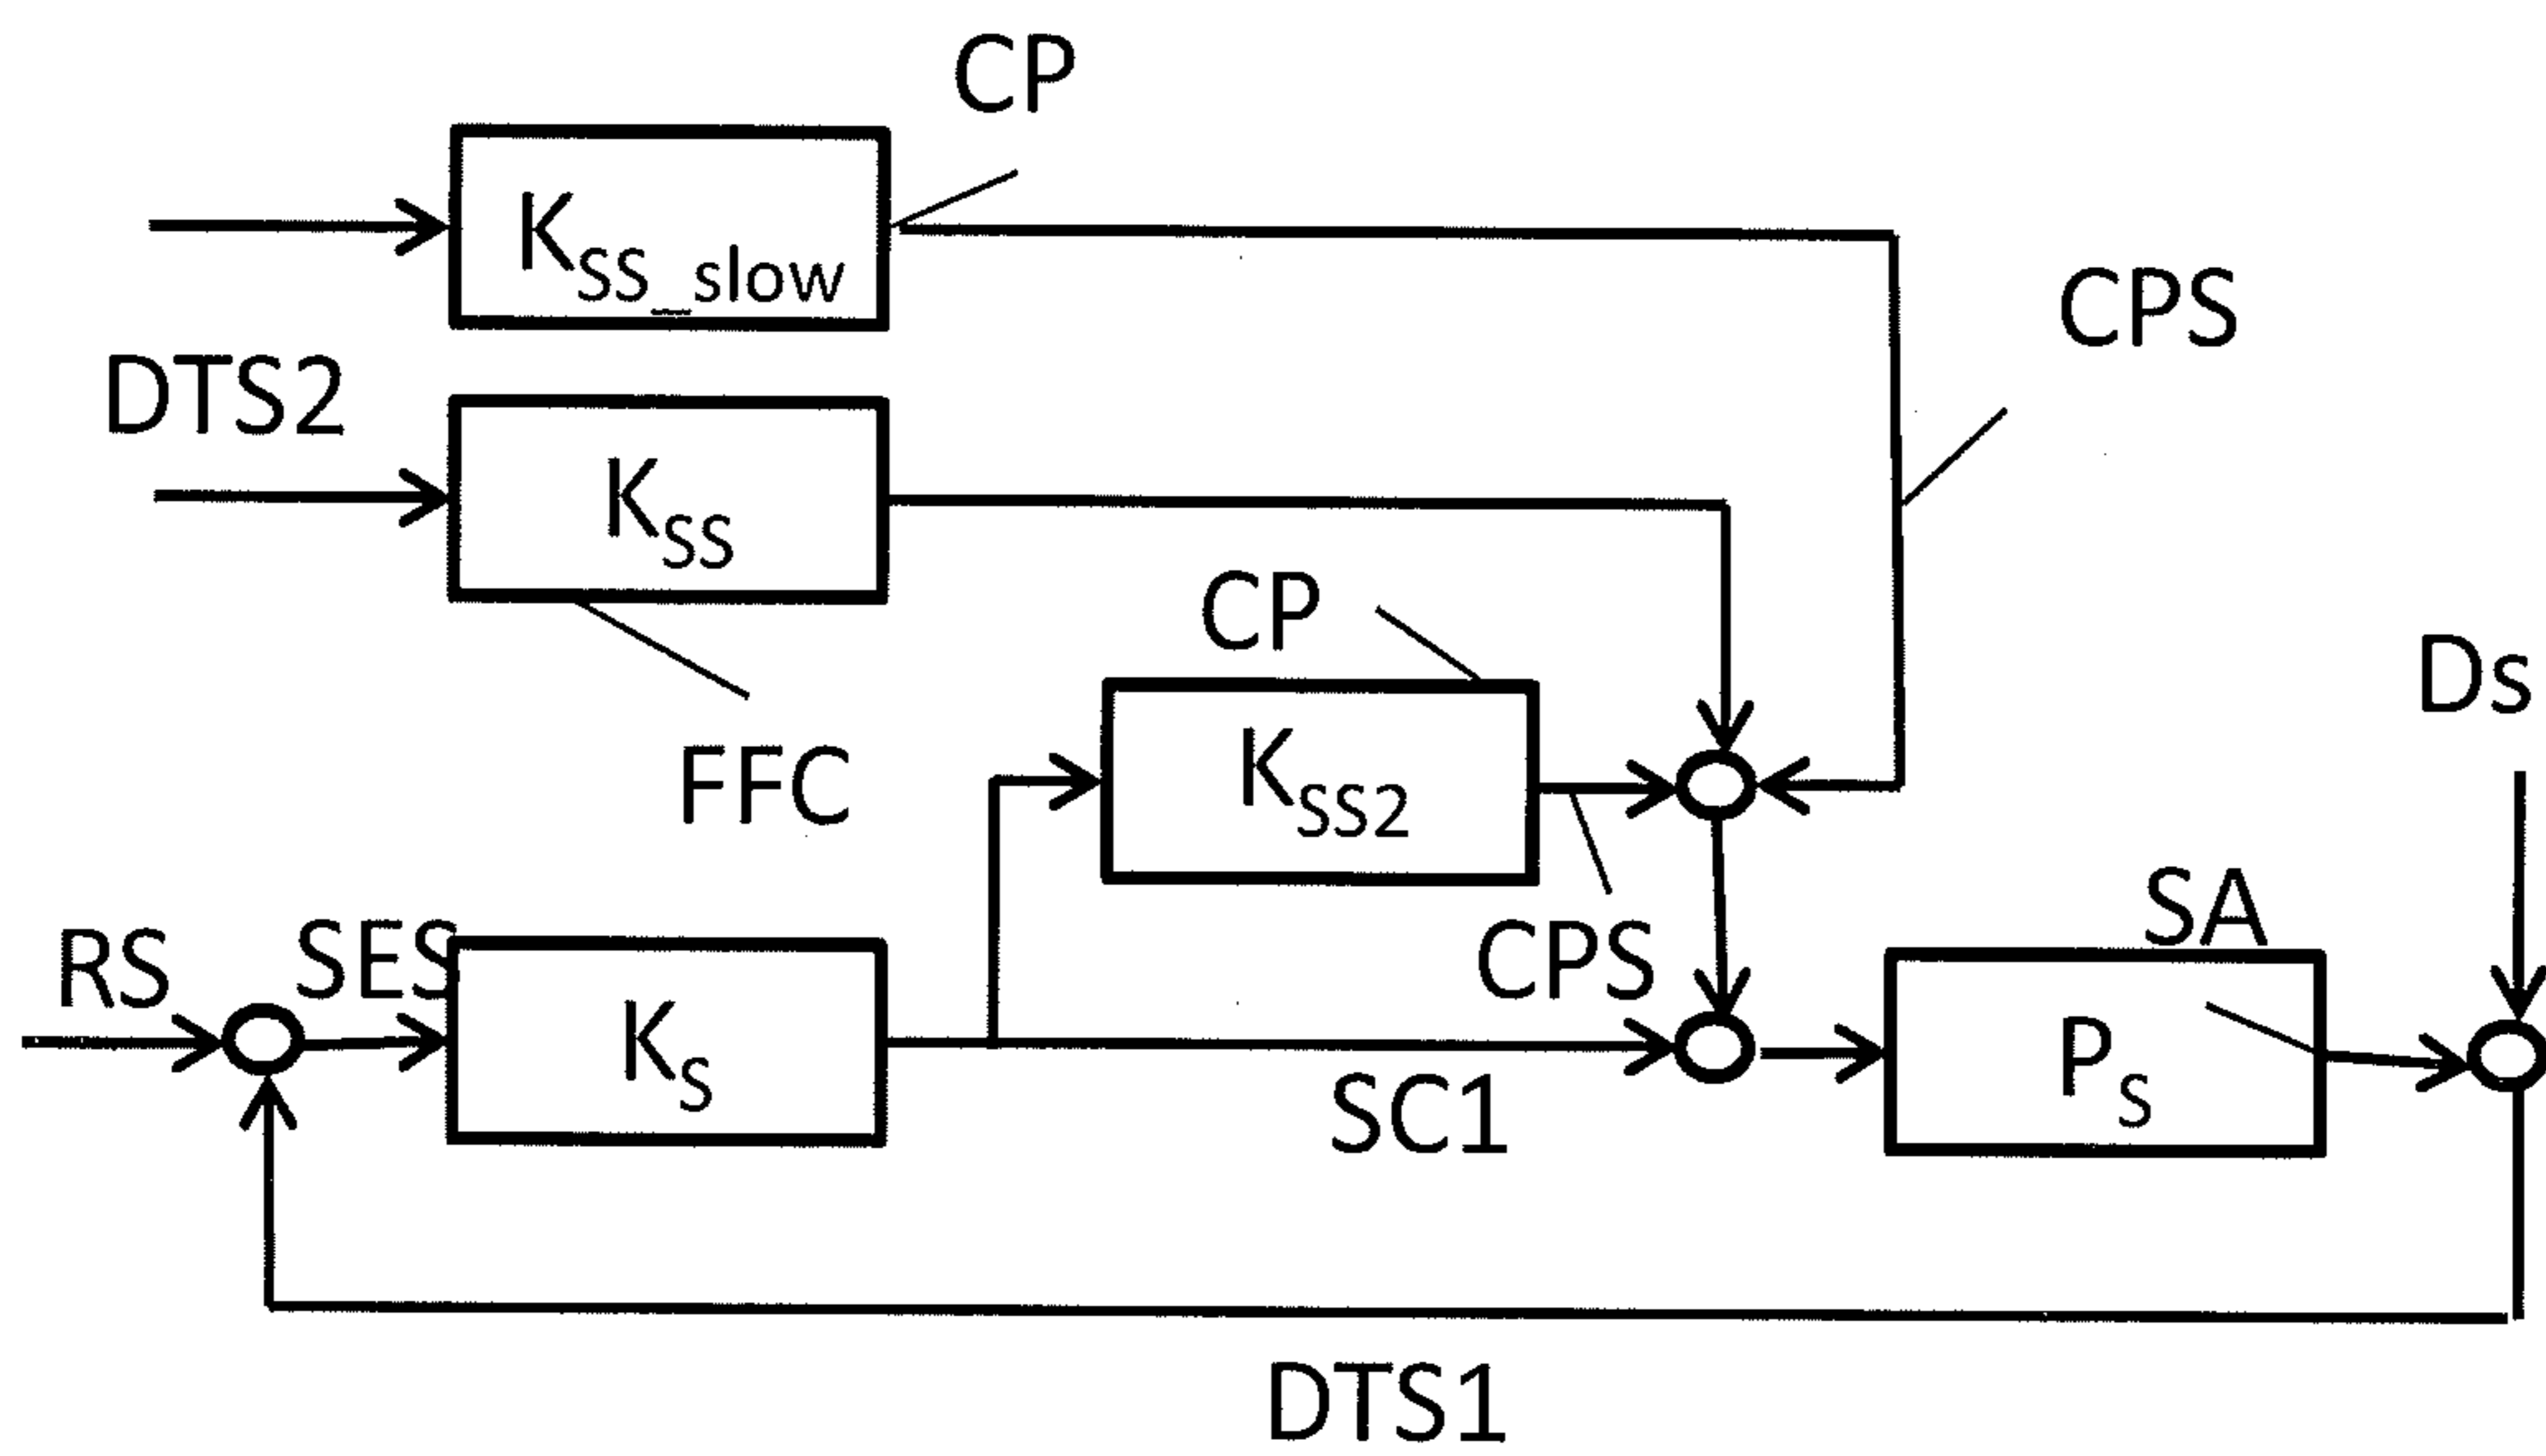 CP
K_SS_slow
CPS
DTS2
K_SS
CP
Ds
FFC
K_SS2
SA
RS
SES
CPS
K_S
P_S
SC1
DTS1